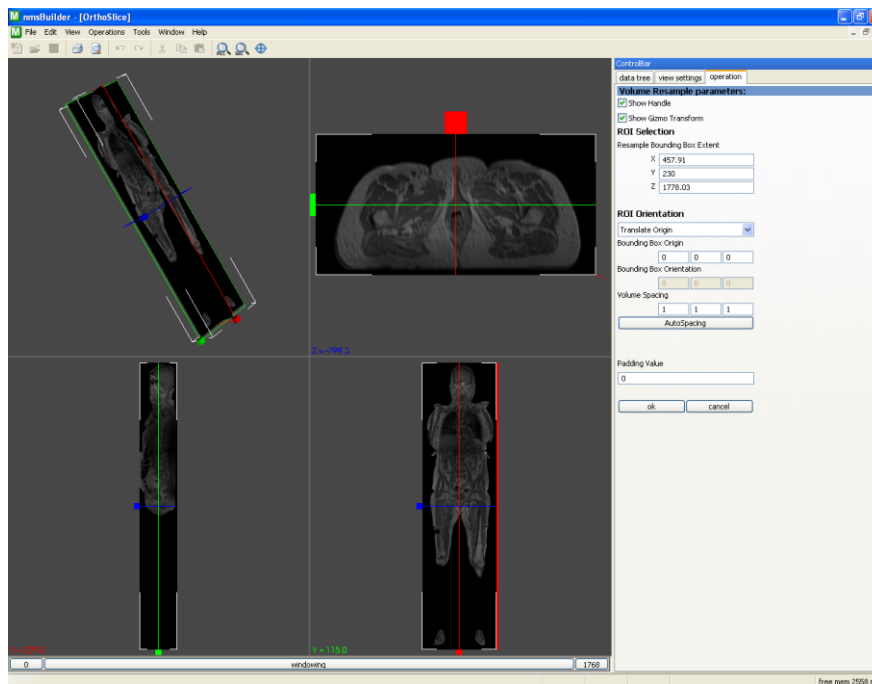 nmsBuilder - [OrthoSlice]
File Edit View Operations Tools Window Help
ControlBar
data tree view settings operation
Volume Resample parameters:
Show Handle
Show Gizmo Transform
ROI Selection
Resample Bounding Box Extent
X 457.91
Y 230
Z 1778.03
ROI Orientation
Translate Origin
Bounding Box Origin
0 0 0
Bounding Box Orientation
0 0 0
Volume Spacing
1 1 1
AutoSpacing
Padding Value
0
ok cancel
Y = 115.0
0 windowing 1768
free mem 2558